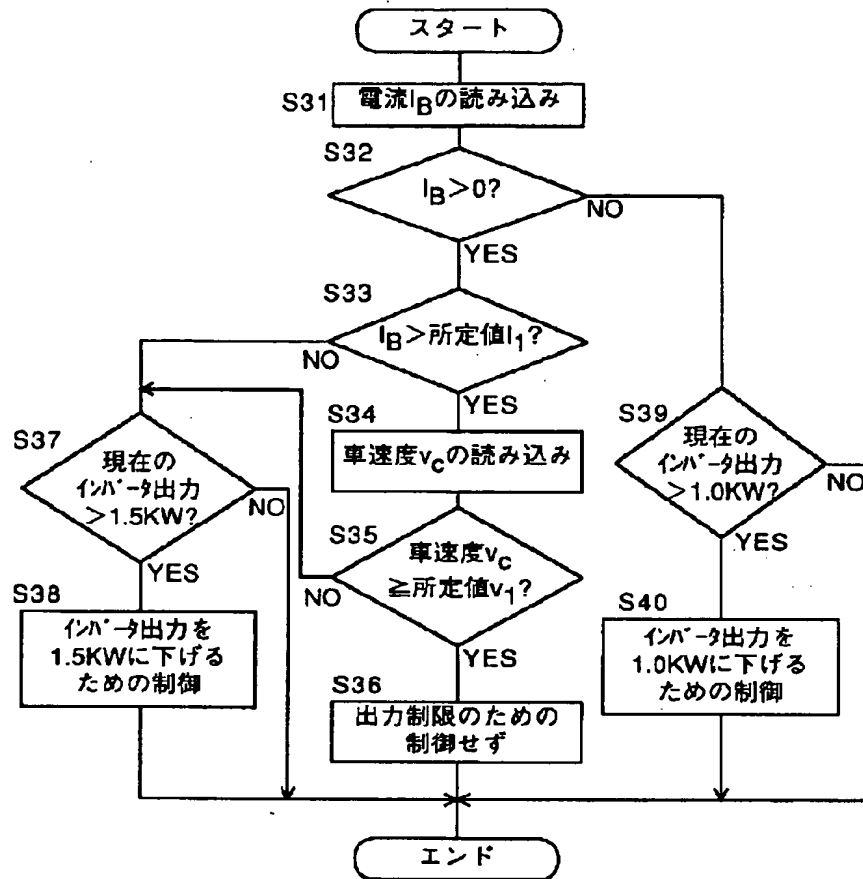 スタート
S31
電流IBの読み込み
S32
IB>0?
NO
YES
S33
IB>所定値I1?
NO
YES
S34
車速度vCの読み込み
S35
車速度vC
≧所定値v1?
NO
YES
S36
出力制限のための
制御せず
S37
現在の
インバータ出力
>1.5KW?
NO
YES
S38
インバータ出力を
1.5KWに下げる
ための制御
S39
現在の
インバータ出力
>1.0KW?
NO
YES
S40
インバータ出力を
1.0KWに下げる
ための制御
エンド